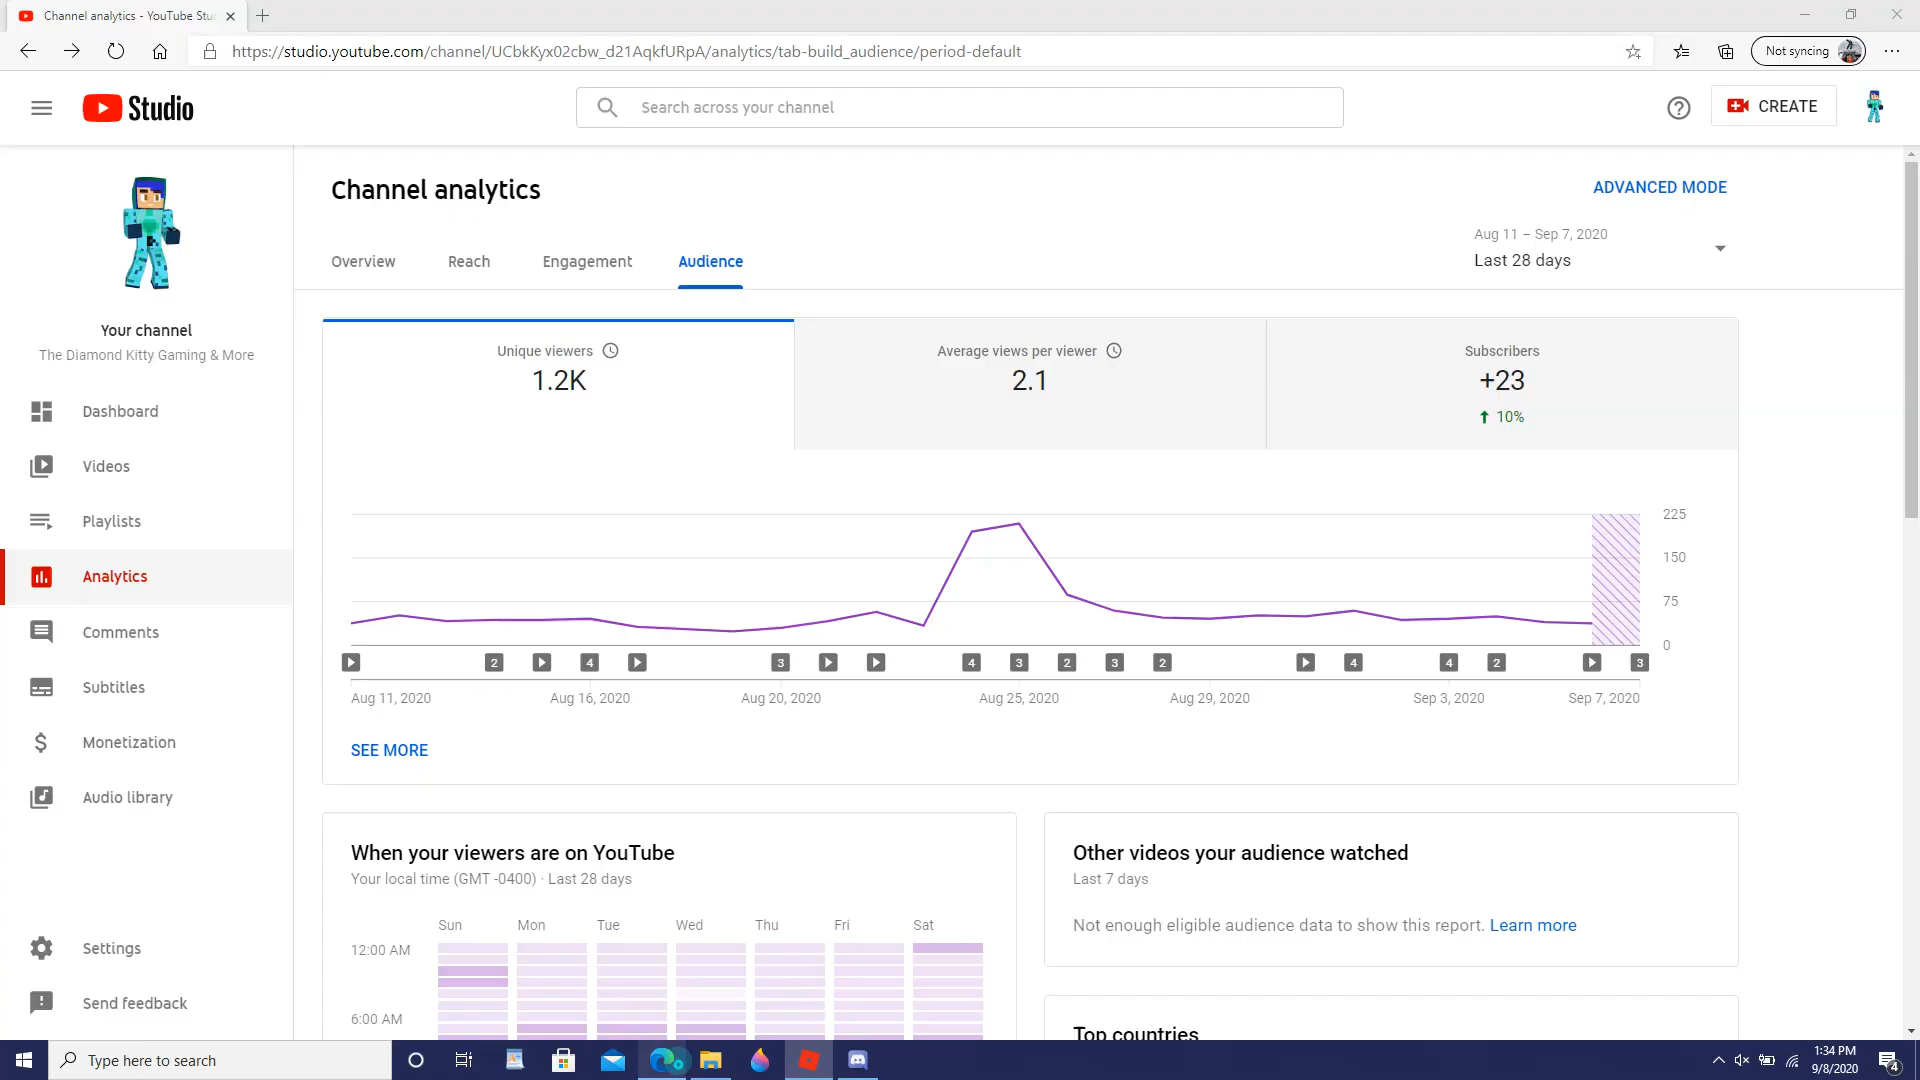 Channel analytics - YouTube Stu
https://studio.youtube.com/channel/UCbkKyx02cbw_d21AqkfURpA/analytics/tab-build_audience/period-default
Not syncing
Studio
Search across your channel
CREATE
Your channel
The Diamond Kitty Gaming & More
Dashboard
Videos
Playlists
Analytics
Comments
Subtitles
Monetization
Audio library
Settings
Send feedback
Channel analytics
ADVANCED MODE
Overview
Reach
Engagement
Audience
Aug 11 – Sep 7, 2020
Last 28 days
Unique viewers
1.2K
Average views per viewer
2.1
Subscribers
+23
10%
225
150
75
0
2 4 3 4 3 2 3 2 4 4 2 3
Aug 11, 2020 Aug 16, 2020 Aug 20, 2020 Aug 25, 2020 Aug 29, 2020 Sep 3, 2020 Sep 7, 2020
SEE MORE
When your viewers are on YouTube
Your local time (GMT -0400) · Last 28 days
Sun Mon Tue Wed Thu Fri Sat
12:00 AM
6:00 AM
Other videos your audience watched
Last 7 days
Not enough eligible audience data to show this report. Learn more
Top countries
Type here to search
1:34 PM
9/8/2020
4